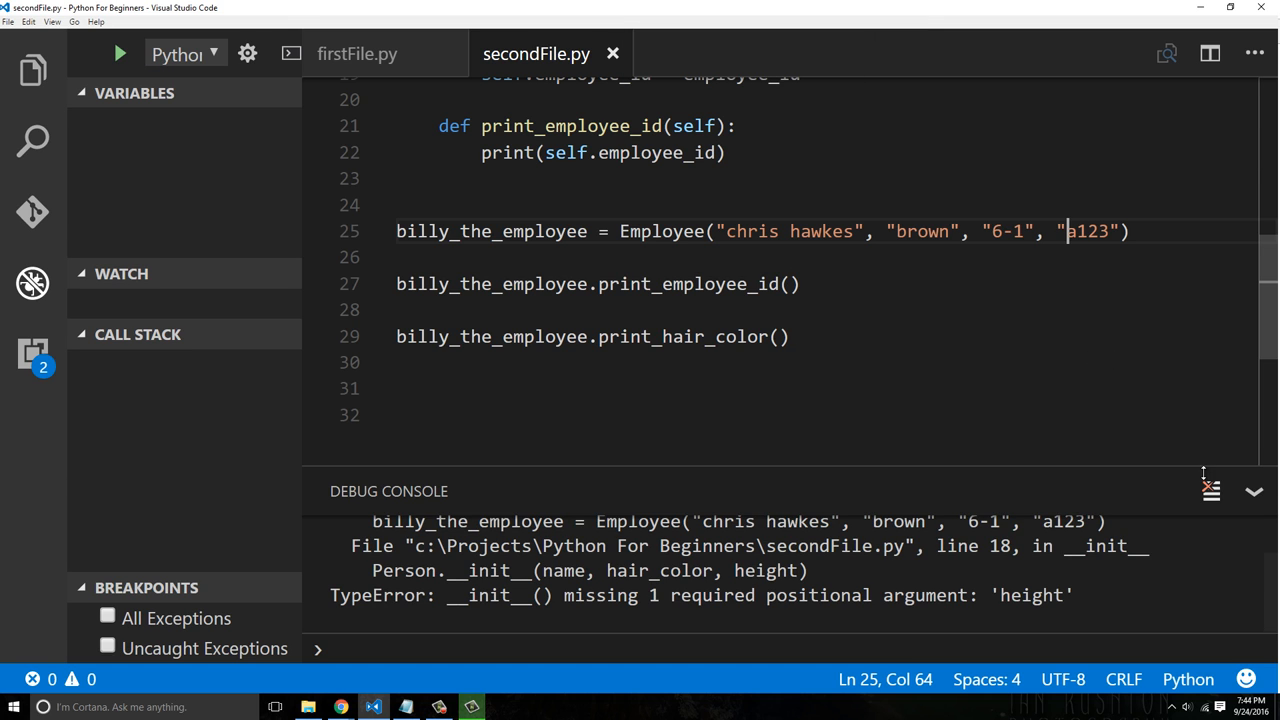 secondFile.py - Python For Beginners - Visual Studio Code
File Edit View Go Help
Python
firstFile.py
secondFile.py
VARIABLES
WATCH
CALL STACK
BREAKPOINTS
All Exceptions
Uncaught Exceptions
2
19 self.employee_id = employee_id
20
21 def print_employee_id(self):
22 print(self.employee_id)
23
24
25 billy_the_employee = Employee("chris hawkes", "brown", "6-1", "a123")
26
27 billy_the_employee.print_employee_id()
28
29 billy_the_employee.print_hair_color()
30
31
32
DEBUG CONSOLE
billy_the_employee = Employee("chris hawkes", "brown", "6-1", "a123")
File "c:\Projects\Python For Beginners\secondFile.py", line 18, in __init__
Person.__init__(name, hair_color, height)
TypeError: __init__() missing 1 required positional argument: 'height'
0 0
Ln 25, Col 64 Spaces: 4 UTF-8 CRLF Python
I'm Cortana. Ask me anything.
7:44 PM
9/24/2016